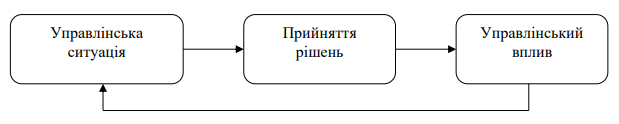 Управлінська
ситуація
Прийняття
рішень
Управлінський
вплив